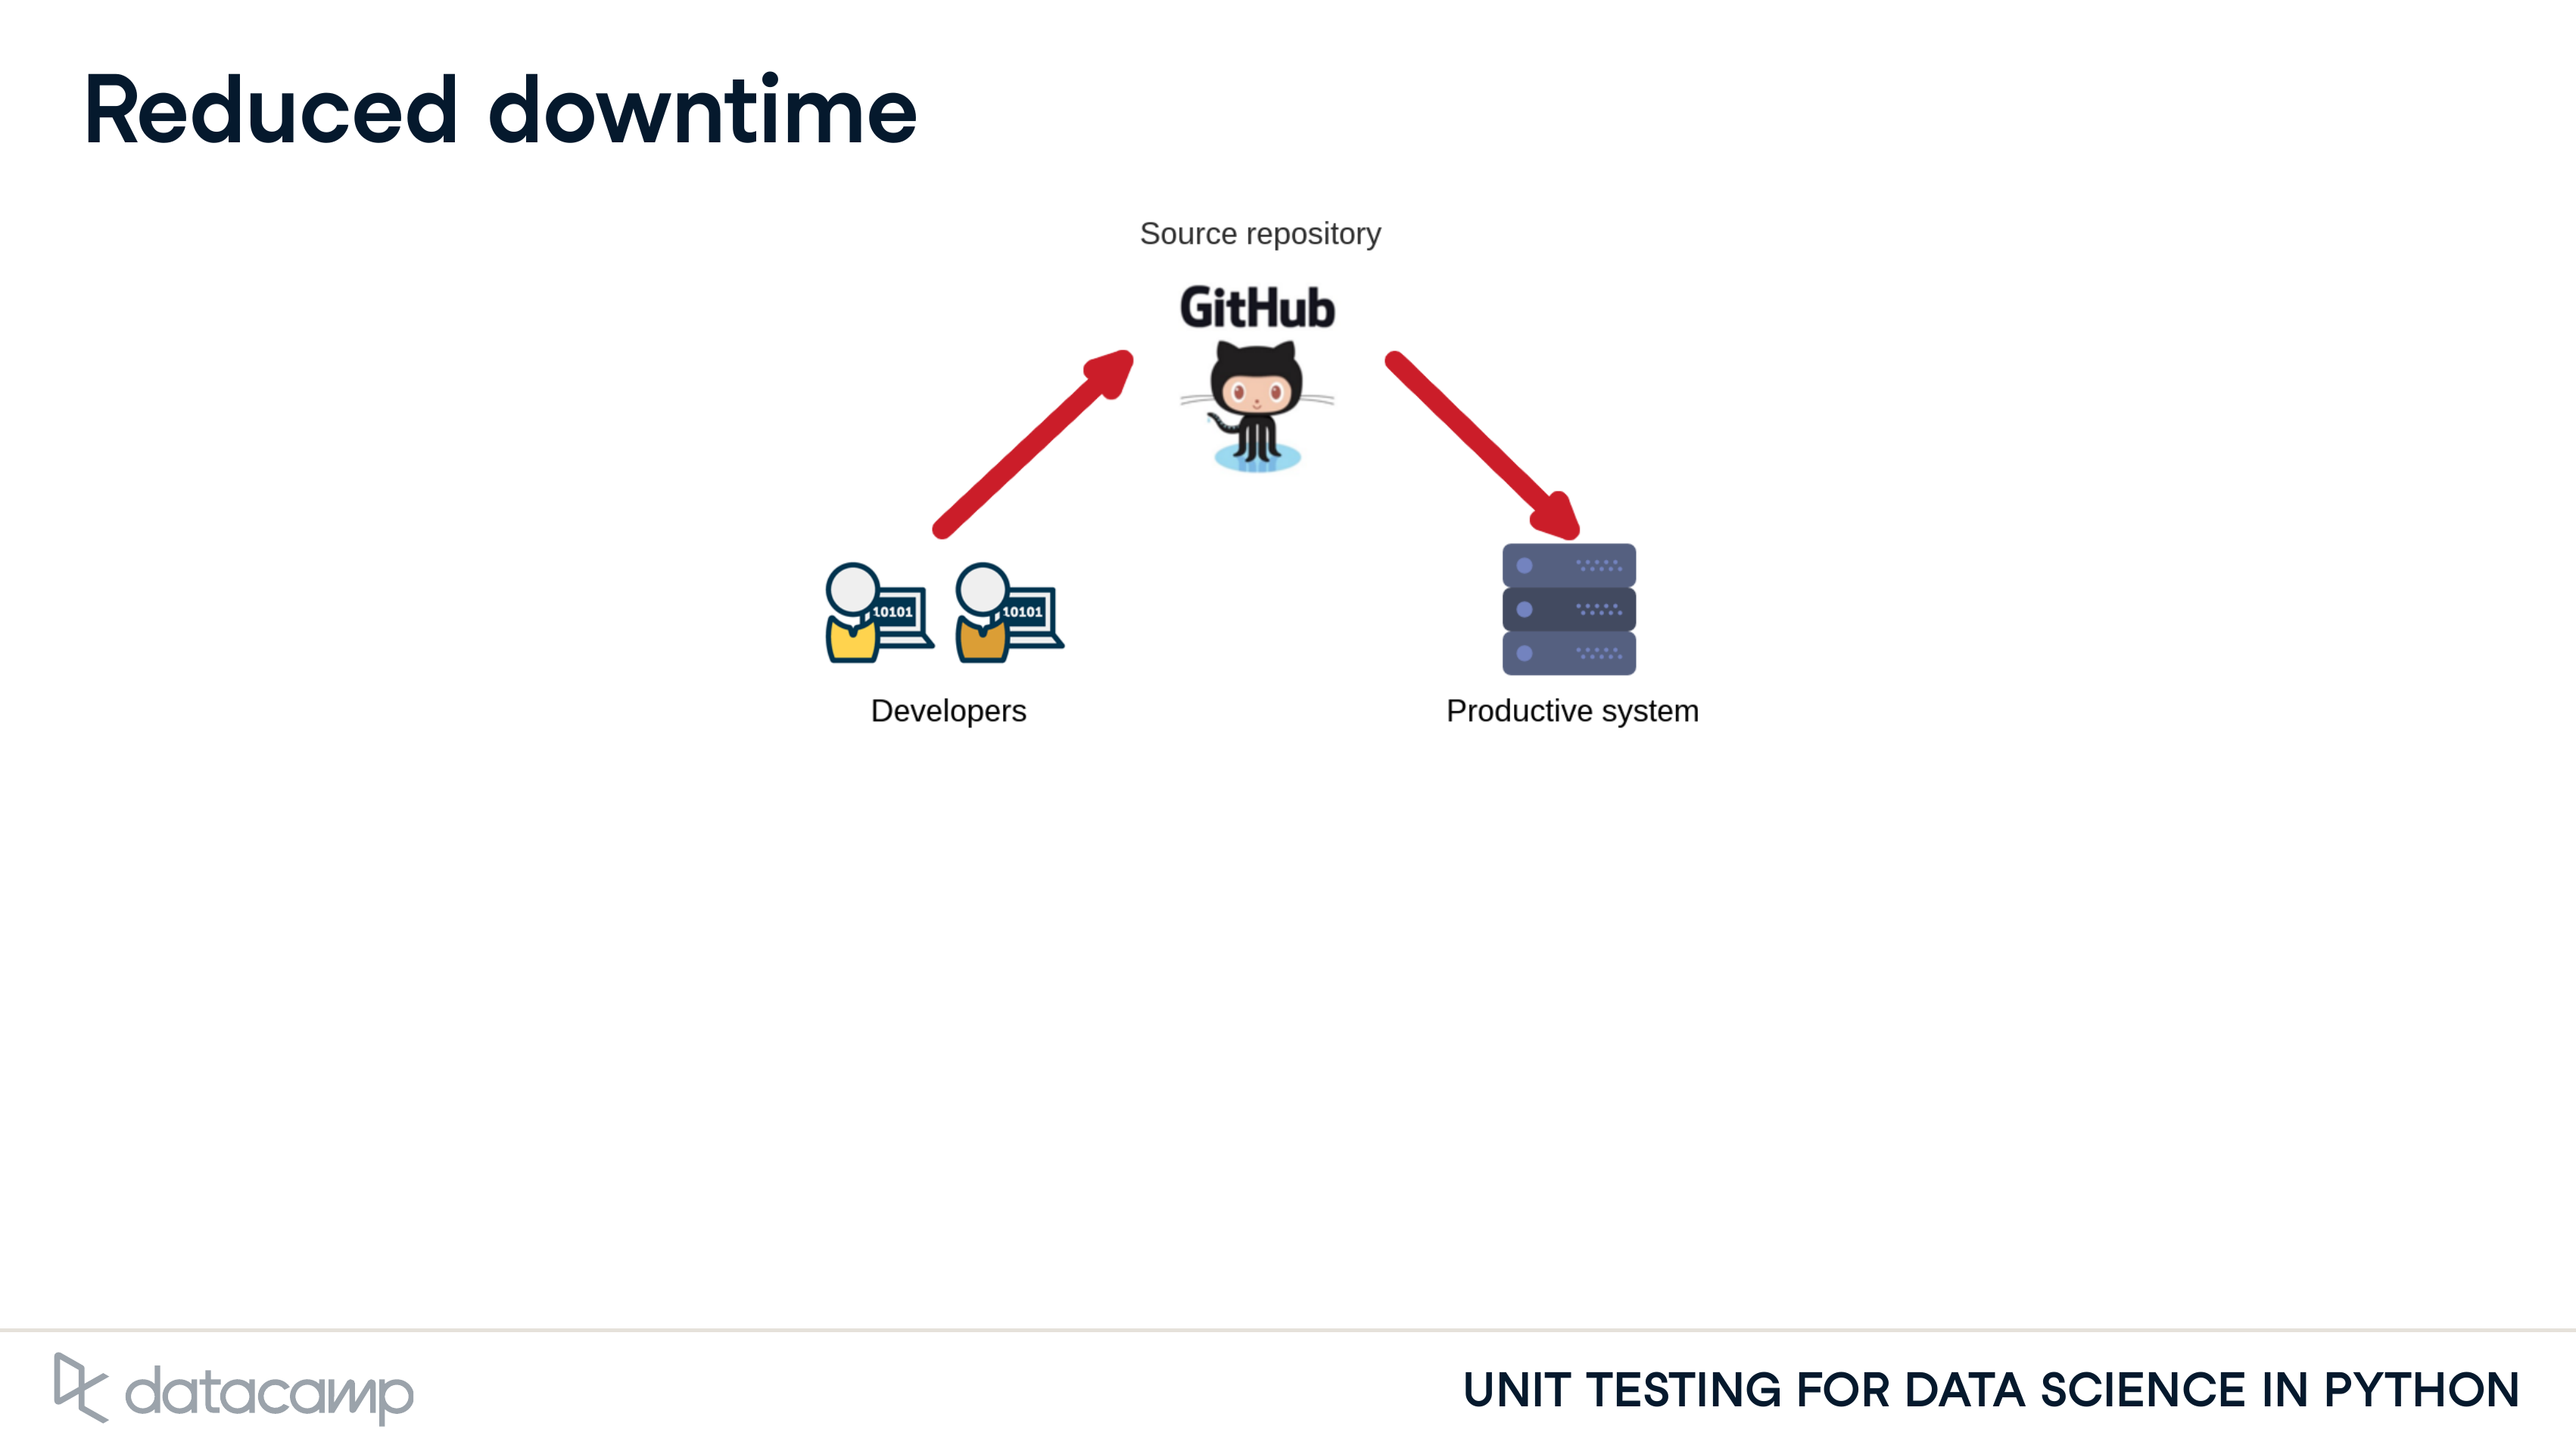 Reduced downtime
Source repository
GitHub
10101
10101
Developers
Productive system
datacamp
UNIT TESTING FOR DATA SCIENCE IN PYTHON